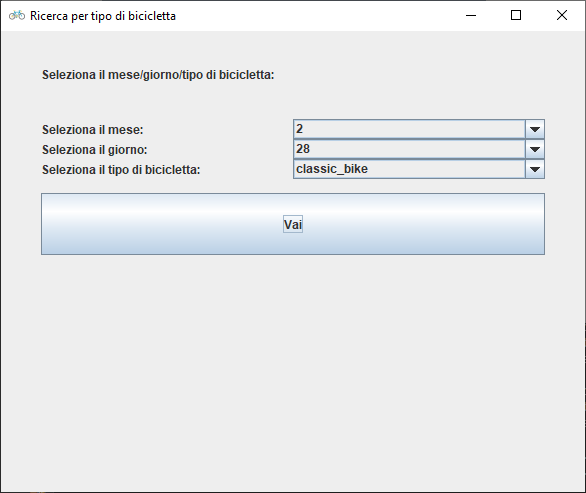 Ricerca per tipo di bicicletta
Seleziona il mese/giorno/tipo di bicicletta:
Seleziona il mese: 2
Seleziona il giorno: 28
Seleziona il tipo di bicicletta: classic_bike
Vai